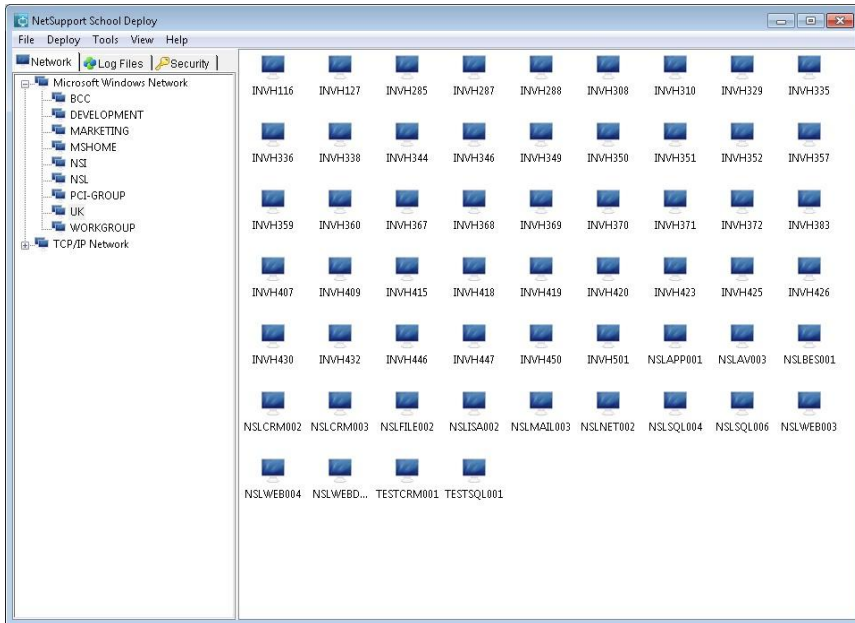 NetSupport School Deploy
File Deploy Tools View Help
Network Log Files Security
Microsoft Windows Network
BCC
DEVELOPMENT
MARKETING
MSHOME
NSI
NSL
PCI-GROUP
UK
WORKGROUP
TCP/IP Network
INVH116 INVH127 INVH285 INVH287 INVH288 INVH308 INVH310 INVH329 INVH335
INVH336 INVH338 INVH344 INVH346 INVH349 INVH350 INVH351 INVH352 INVH357
INVH359 INVH360 INVH367 INVH368 INVH369 INVH370 INVH371 INVH372 INVH383
INVH407 INVH409 INVH415 INVH418 INVH419 INVH420 INVH423 INVH425 INVH426
INVH430 INVH432 INVH446 INVH447 INVH450 INVH501 NSLAPP001 NSLAV003 NSLBES001
NSLCRM002 NSLCRM003 NSLFILE002 NSLISA002 NSLMAIL003 NSLNET002 NSLSQL004 NSLSQL006 NSLWEB003
NSLWEB004 NSLWEBD... TESTCRM001 TESTSQL001